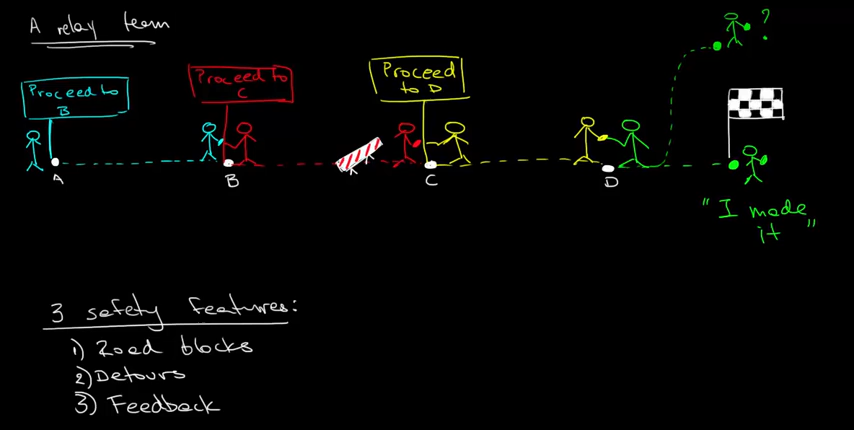 A relay team
Proceed to
B
Proceed to
C
Proceed
to D
?
A
B
C
D
"I made
it"
3 safety features:
1) Road blocks
2) Detours
3) Feedback